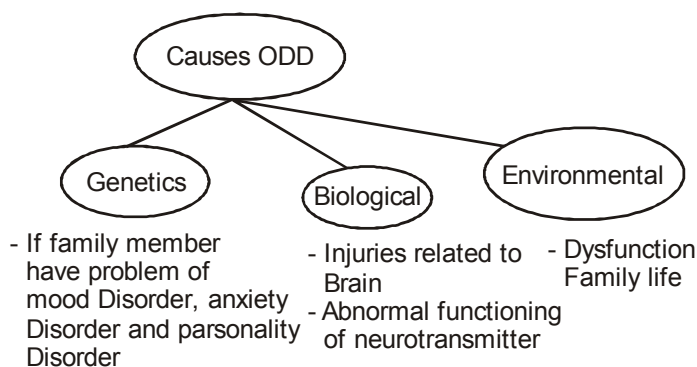 Causes ODD
Genetics
Biological
Environmental
- If family member
have problem of
mood Disorder, anxiety
Disorder and parsonality
Disorder
- Injuries related to
Brain
- Abnormal functioning
of neurotransmitter
- Dysfunction
Family life